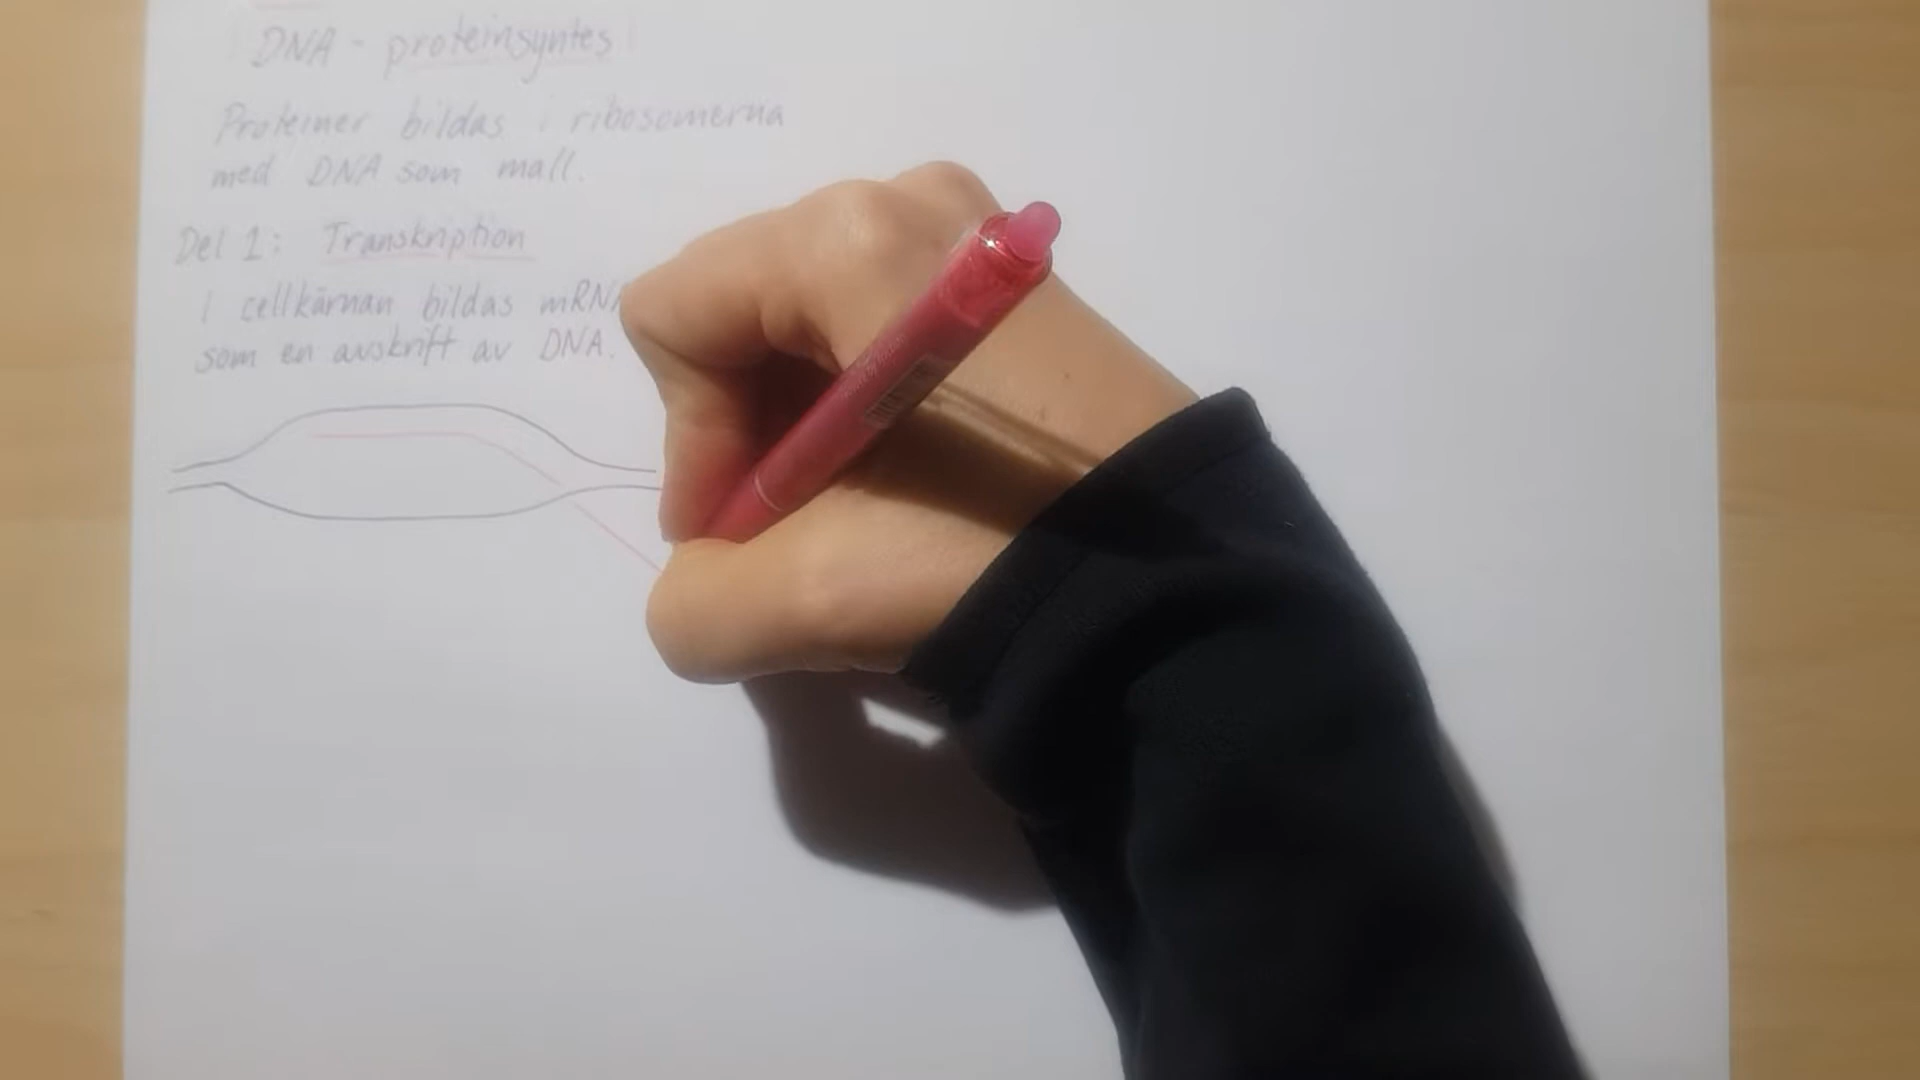 DNA - proteinsyntes
Proteiner bildas i ribosomerna
med DNA som mall.
Del 1: Transkription
I cellkärnan bildas mRNA
som en avskrift av DNA.